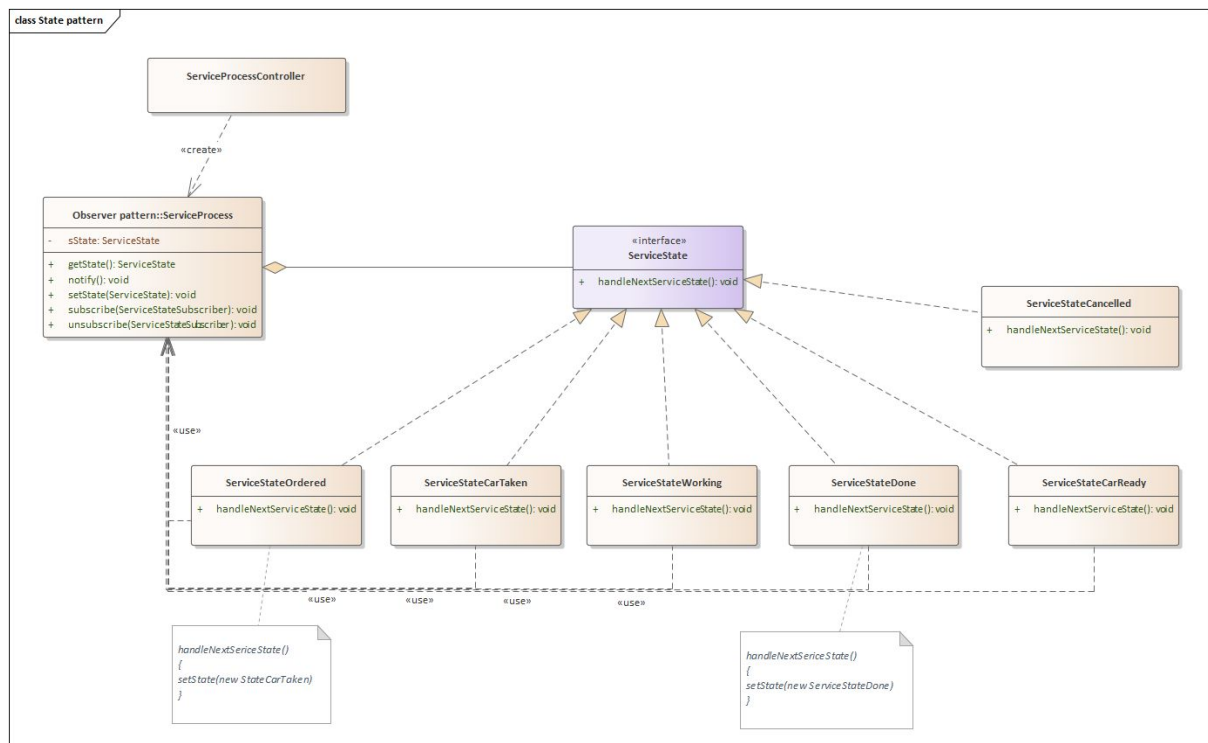 class State pattern
ServiceProcessController
«create»
Observer pattern::ServiceProcess
- sState: ServiceState
+ getState(): ServiceState
+ notify(): void
+ setState(ServiceState): void
+ subscribe(ServiceStateSubscriber): void
+ unsubscribe(ServiceStateSubscriber): void
«interface»
ServiceState
+ handleNextServiceState(): void
ServiceStateCancelled
+ handleNextServiceState(): void
«use»
ServiceStateOrdered
+ handleNextServiceState(): void
ServiceStateCarTaken
+ handleNextServiceState(): void
ServiceStateWorking
+ handleNextServiceState(): void
ServiceStateDone
+ handleNextServiceState(): void
ServiceStateCarReady
+ handleNextServiceState(): void
«use»
«use»
«use»
«use»
handleNextSericeState()
{
setState(new StateCarTaken)
}
handleNextSericeState()
{
setState(new ServiceStateDone)
}